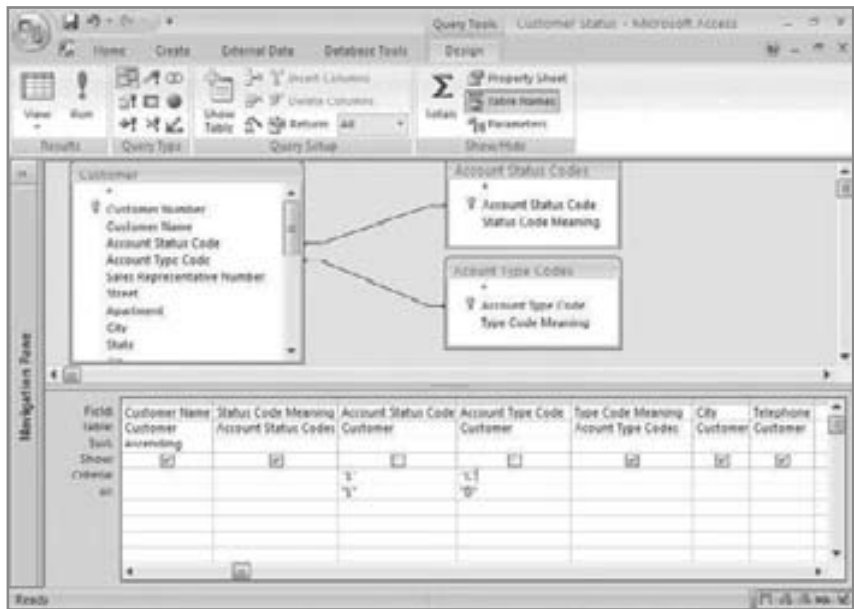 Query Tools Customer Status - Microsoft Access
Home Create External Data Database Tools Design
View
Run
Show Table
Insert Columns
Delete Columns
Return: All
Totals
Property Sheet
Table Names
Parameters
Results Query Type Query Setup Show/Hide
Navigation Pane
Customer
*
Customer Number
Customer Name
Account Status Code
Account Type Code
Sales Representative Number
Street
Apartment
City
State
Account Status Codes
*
Account Status Code
Status Code Meaning
Acount Type Codes
*
Account Type Code
Type Code Meaning
Field: Customer Name Status Code Meaning Account Status Code Account Type Code Type Code Meaning City Telephone
Table: Customer Account Status Codes Customer Customer Acount Type Codes Customer Customer
Sort: Ascending
Show:
Criteria:
or: "D"
Ready